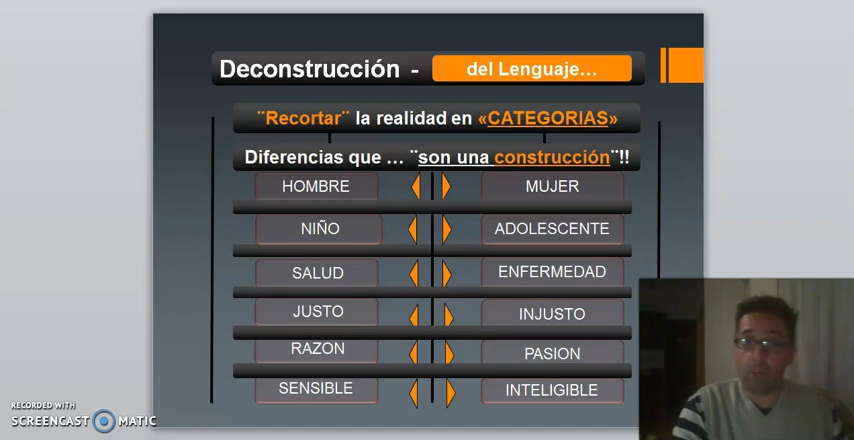 Deconstrucción - del Lenguaje...
¨Recortar¨ la realidad en «CATEGORIAS»
Diferencias que ... ¨son una construcción¨!!
HOMBRE MUJER
NIÑO ADOLESCENTE
SALUD ENFERMEDAD
JUSTO INJUSTO
RAZON PASION
SENSIBLE INTELIGIBLE
RECORDED WITH
SCREENCAST MATIC